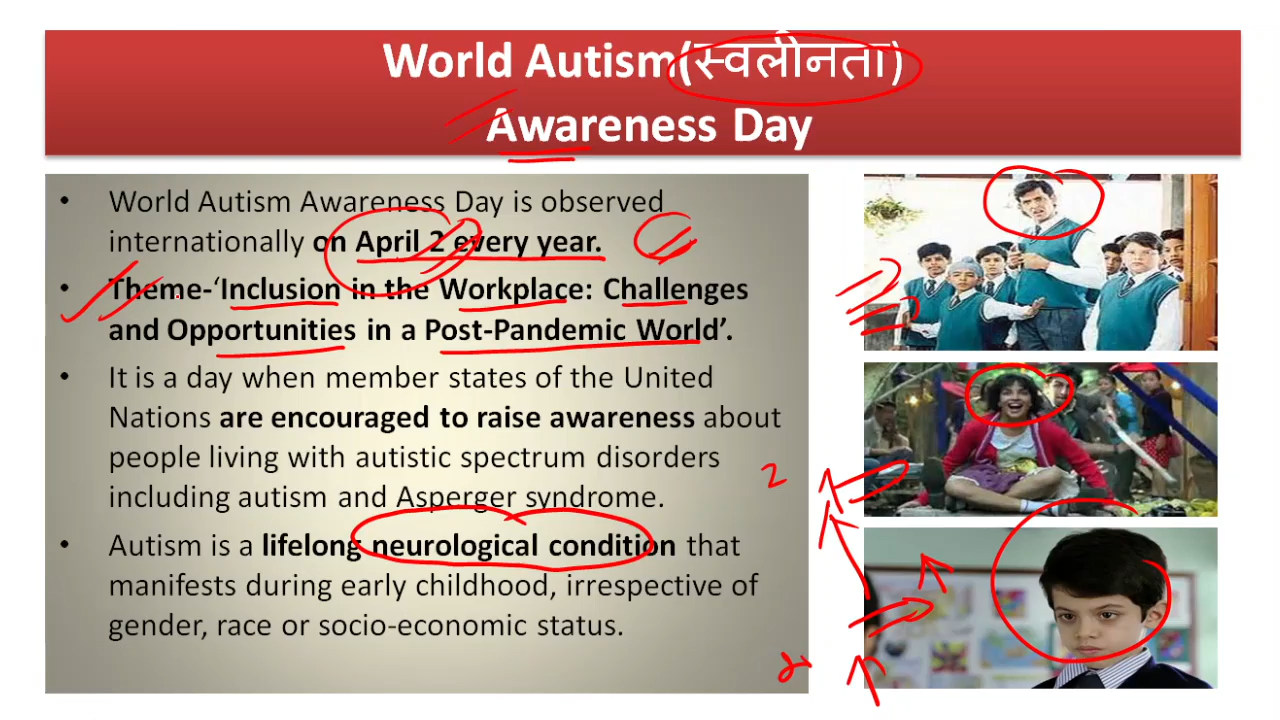 World Autism(स्वलीनता)
Awareness Day
• World Autism Awareness Day is observed
internationally on April 2 every year.
• Theme-‘Inclusion in the Workplace: Challenges
and Opportunities in a Post-Pandemic World’.
• It is a day when member states of the United
Nations are encouraged to raise awareness about
people living with autistic spectrum disorders
including autism and Asperger syndrome.
• Autism is a lifelong neurological condition that
manifests during early childhood, irrespective of
gender, race or socio-economic status.
2